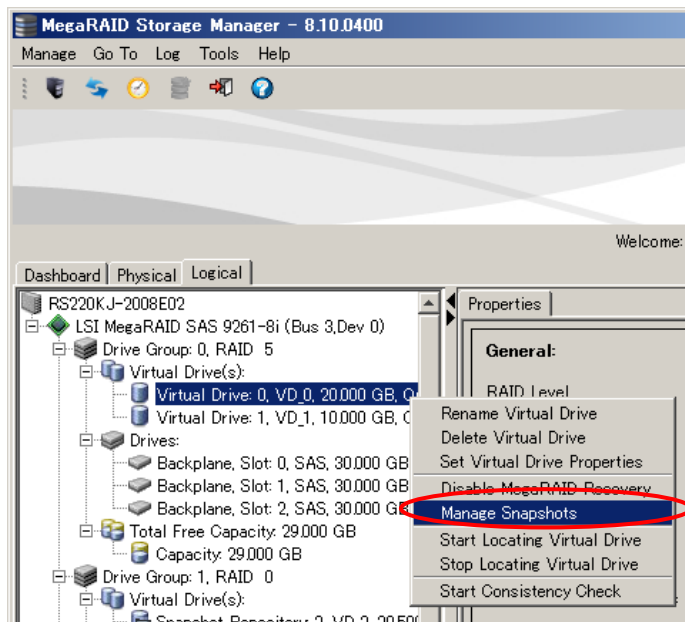 MegaRAID Storage Manager - 8.10.0400
Manage Go To Log Tools Help
Welcome:
Dashboard Physical Logical
RS220KJ-2008E02
LSI MegaRAID SAS 9261-8i (Bus 3,Dev 0)
Drive Group: 0, RAID 5
Virtual Drive(s):
Virtual Drive: 0, VD_0, 20.000 GB,
Virtual Drive: 1, VD_1, 10.000 GB,
Drives:
Backplane, Slot: 0, SAS, 30.000 GB
Backplane, Slot: 1, SAS, 30.000 GB
Backplane, Slot: 2, SAS, 30.000 GB
Total Free Capacity: 29.000 GB
Capacity: 29.000 GB
Drive Group: 1, RAID 0
Virtual Drive(s):
Snapshot Repository: 2, VD_2, 20.500
Properties
General:
RAID Level
Rename Virtual Drive
Delete Virtual Drive
Set Virtual Drive Properties
Disable MegaRAID Recovery
Manage Snapshots
Start Locating Virtual Drive
Stop Locating Virtual Drive
Start Consistency Check